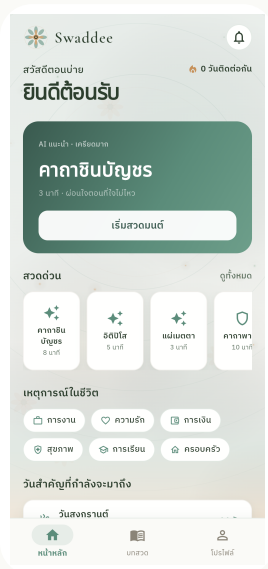 Swaddee
สวัสดีตอนบ่าย
0 วันติดต่อกัน
ยินดีต้อนรับ
AI แนะนำ · เครียดมาก
คาถาชินบัญชร
3 นาที · ผ่อนใจตอนที่ใจไม่ไหว
เริ่มสวดมนต์
สวดด่วน
ดูทั้งหมด
คาถาชิน
บัญชร
8 นาที
อิติปิโส
5 นาที
แผ่เมตตา
3 นาที
คาถาพา
10 นาที
เหตุการณ์ในชีวิต
การงาน
ความรัก
การเงิน
สุขภาพ
การเรียน
ครอบครัว
วันสำคัญที่กำลังจะมาถึง
วันสงกรานต์
หน้าหลัก
บทสวด
โปรไฟล์